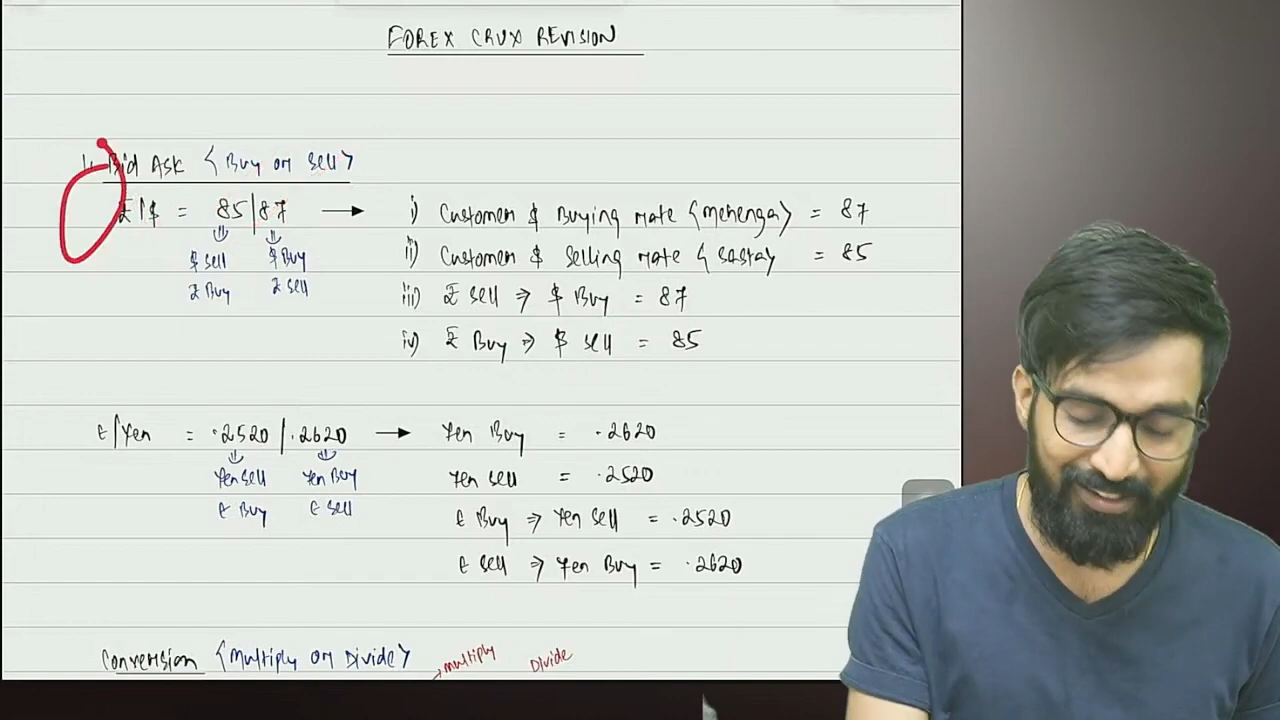 FOREX CRUX REVISION
1. Bid Ask {Buy or Sell}
₹/$ = 85|87 → i) Customer $ Buying rate {mehenga} = 87
$ sell $ Buy ii) Customer $ Selling rate {sasta} = 85
₹ Buy ₹ sell iii) ₹ sell ⇒ $ Buy = 87
iv) ₹ Buy ⇒ $ sell = 85
€/Yen = .2520 | .2620 → Yen Buy = .2620
Yen sell Yen Buy Yen sell = .2520
€ Buy € sell € Buy ⇒ Yen sell = .2520
€ sell ⇒ Yen Buy = .2620
Conversion {Multiply or Divide} → multiply Divide